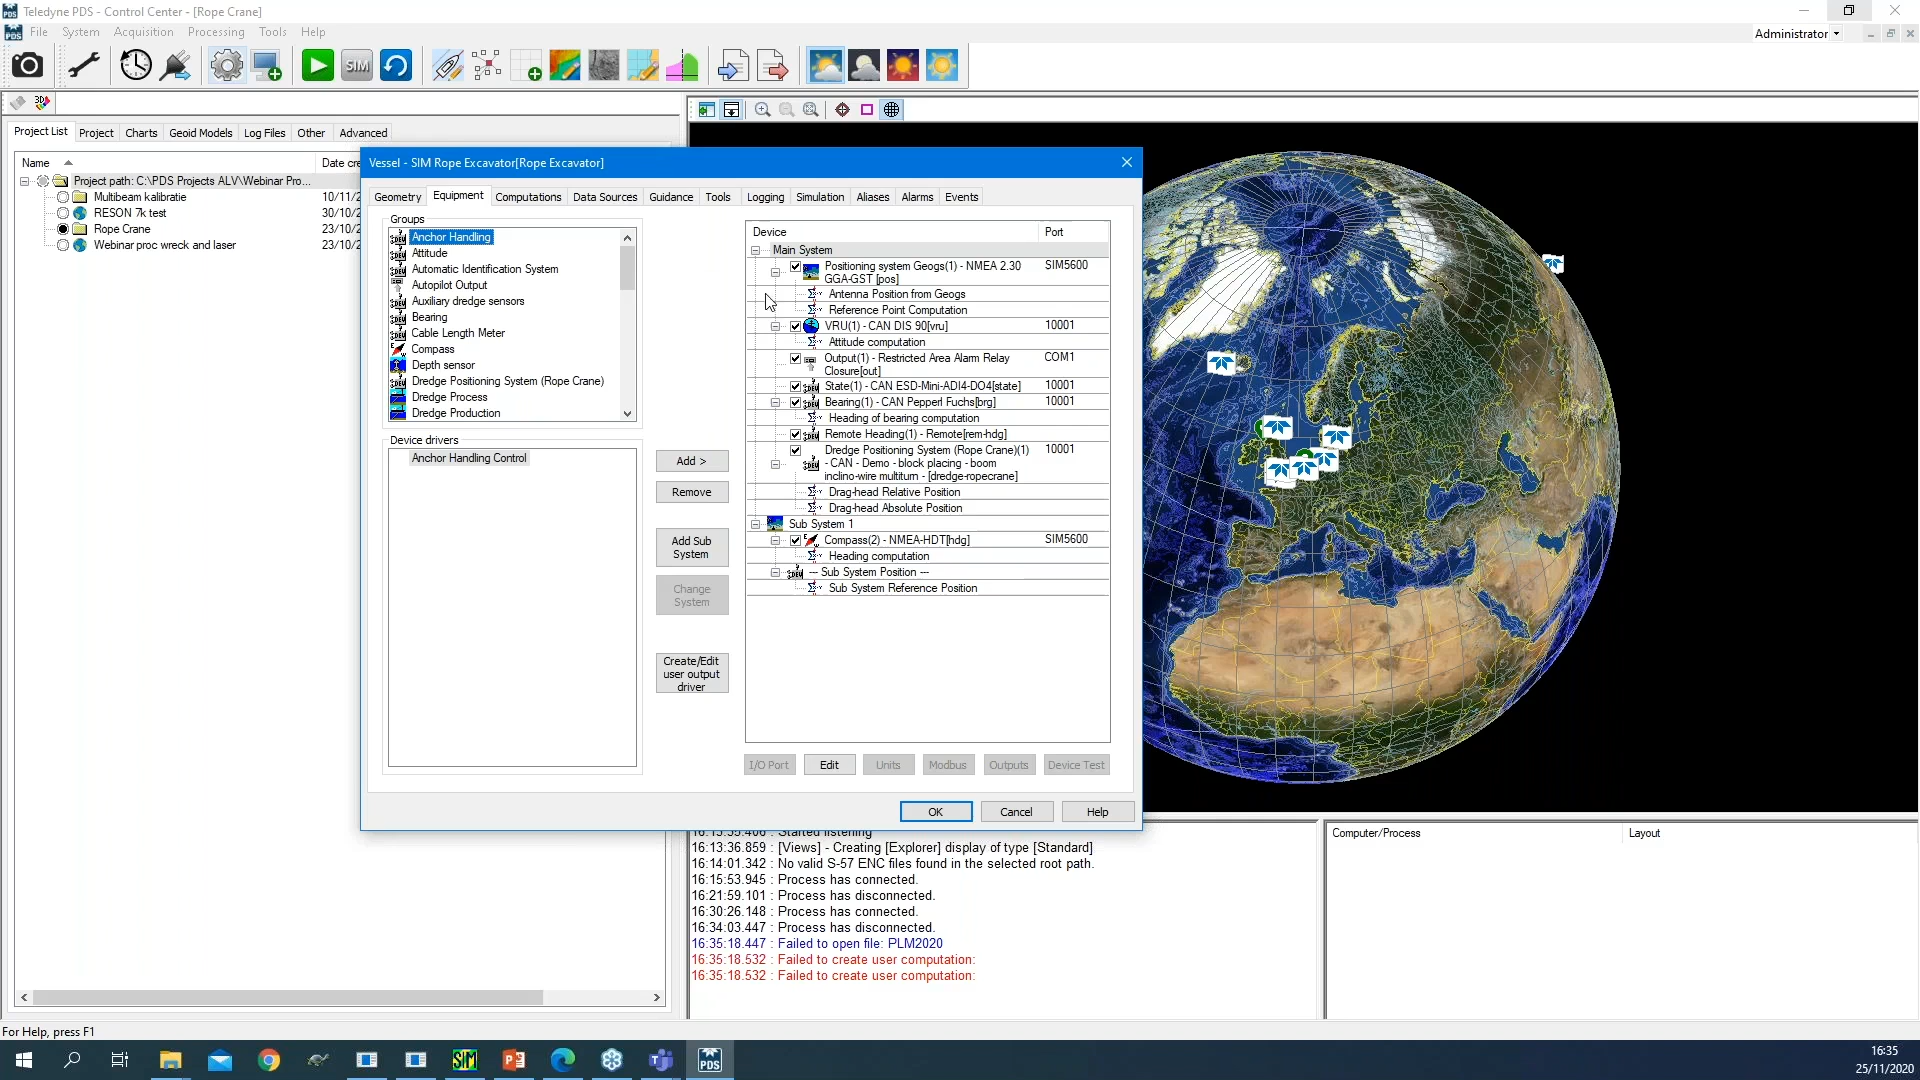 Teledyne PDS - Control Center - [Rope Crane]
File System Acquisition Processing Tools Help
Administrator
SIM
3D
Project List Project Charts Geoid Models Log Files Other Advanced
Name Date cre
Project path: C:\PDS Projects ALV\Webinar Pro...
Multibeam kalibratie 10/11/2
RESON 7k test 30/10/2
Rope Crane 23/10/2
Webinar proc wreck and laser 23/10/2
Vessel - SIM Rope Excavator[Rope Excavator]
Geometry Equipment Computations Data Sources Guidance Tools Logging Simulation Aliases Alarms Events
Groups
Anchor Handling
Attitude
Automatic Identification System
Autopilot Output
Auxiliary dredge sensors
Bearing
Cable Length Meter
Compass
Depth sensor
Dredge Positioning System (Rope Crane)
Dredge Process
Dredge Production
Device drivers
Anchor Handling Control
Add >
Remove
Add Sub
System
Change
System
Create/Edit
user output
driver
Device Port
Main System
Positioning system Geogs(1) - NMEA 2.30 SIM5600
GGA-GST [pos]
Antenna Position from Geogs
Reference Point Computation
VRU(1) - CAN DIS 90[vru] 10001
Attitude computation
Output(1) - Restricted Area Alarm Relay COM1
Closure[out]
State(1) - CAN ESD-Mini-ADI4-DO4[state] 10001
Bearing(1) - CAN Pepperl Fuchs[brg] 10001
Heading of bearing computation
Remote Heading(1) - Remote[rem-hdg]
Dredge Positioning System (Rope Crane)(1) 10001
- CAN - Demo - block placing - boom
inclino-wire multiturn - [dredge-ropecrane]
Drag-head Relative Position
Drag-head Absolute Position
Sub System 1
Compass(2) - NMEA-HDT[hdg] SIM5600
Heading computation
--- Sub System Position ---
Sub System Reference Position
I/O Port Edit Units Modbus Outputs Device Test
OK Cancel Help
16:13:35.406 : Started listening
16:13:36.859 : [Views] - Creating [Explorer] display of type [Standard]
16:14:01.342 : No valid S-57 ENC files found in the selected root path.
16:15:53.945 : Process has connected.
16:21:59.101 : Process has disconnected.
16:30:26.148 : Process has connected.
16:34:03.447 : Process has disconnected.
16:35:18.447 : Failed to open file: PLM2020
16:35:18.532 : Failed to create user computation:
16:35:18.532 : Failed to create user computation:
Computer/Process Layout
For Help, press F1
SIM
PDS
16:35
25/11/2020